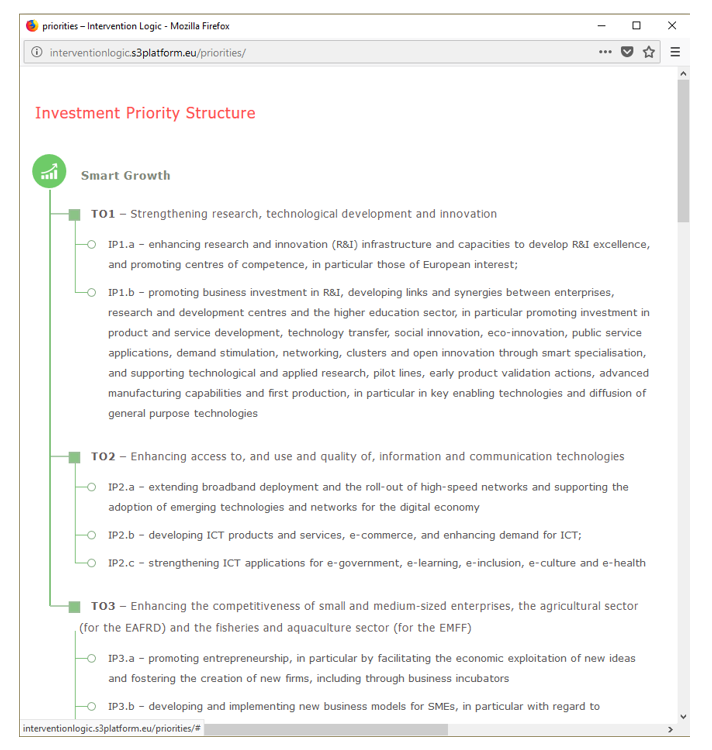 priorities – Intervention Logic - Mozilla Firefox
interventionlogic.s3platform.eu/priorities/
Investment Priority Structure
Smart Growth
TO1 – Strengthening research, technological development and innovation
IP1.a – enhancing research and innovation (R&I) infrastructure and capacities to develop R&I excellence,
and promoting centres of competence, in particular those of European interest;
IP1.b – promoting business investment in R&I, developing links and synergies between enterprises,
research and development centres and the higher education sector, in particular promoting investment in
product and service development, technology transfer, social innovation, eco-innovation, public service
applications, demand stimulation, networking, clusters and open innovation through smart specialisation,
and supporting technological and applied research, pilot lines, early product validation actions, advanced
manufacturing capabilities and first production, in particular in key enabling technologies and diffusion of
general purpose technologies
TO2 – Enhancing access to, and use and quality of, information and communication technologies
IP2.a – extending broadband deployment and the roll-out of high-speed networks and supporting the
adoption of emerging technologies and networks for the digital economy
IP2.b – developing ICT products and services, e-commerce, and enhancing demand for ICT;
IP2.c – strengthening ICT applications for e-government, e-learning, e-inclusion, e-culture and e-health
TO3 – Enhancing the competitiveness of small and medium-sized enterprises, the agricultural sector
(for the EAFRD) and the fisheries and aquaculture sector (for the EMFF)
IP3.a – promoting entrepreneurship, in particular by facilitating the economic exploitation of new ideas
and fostering the creation of new firms, including through business incubators
IP3.b – developing and implementing new business models for SMEs, in particular with regard to
interventionlogic.s3platform.eu/priorities/#